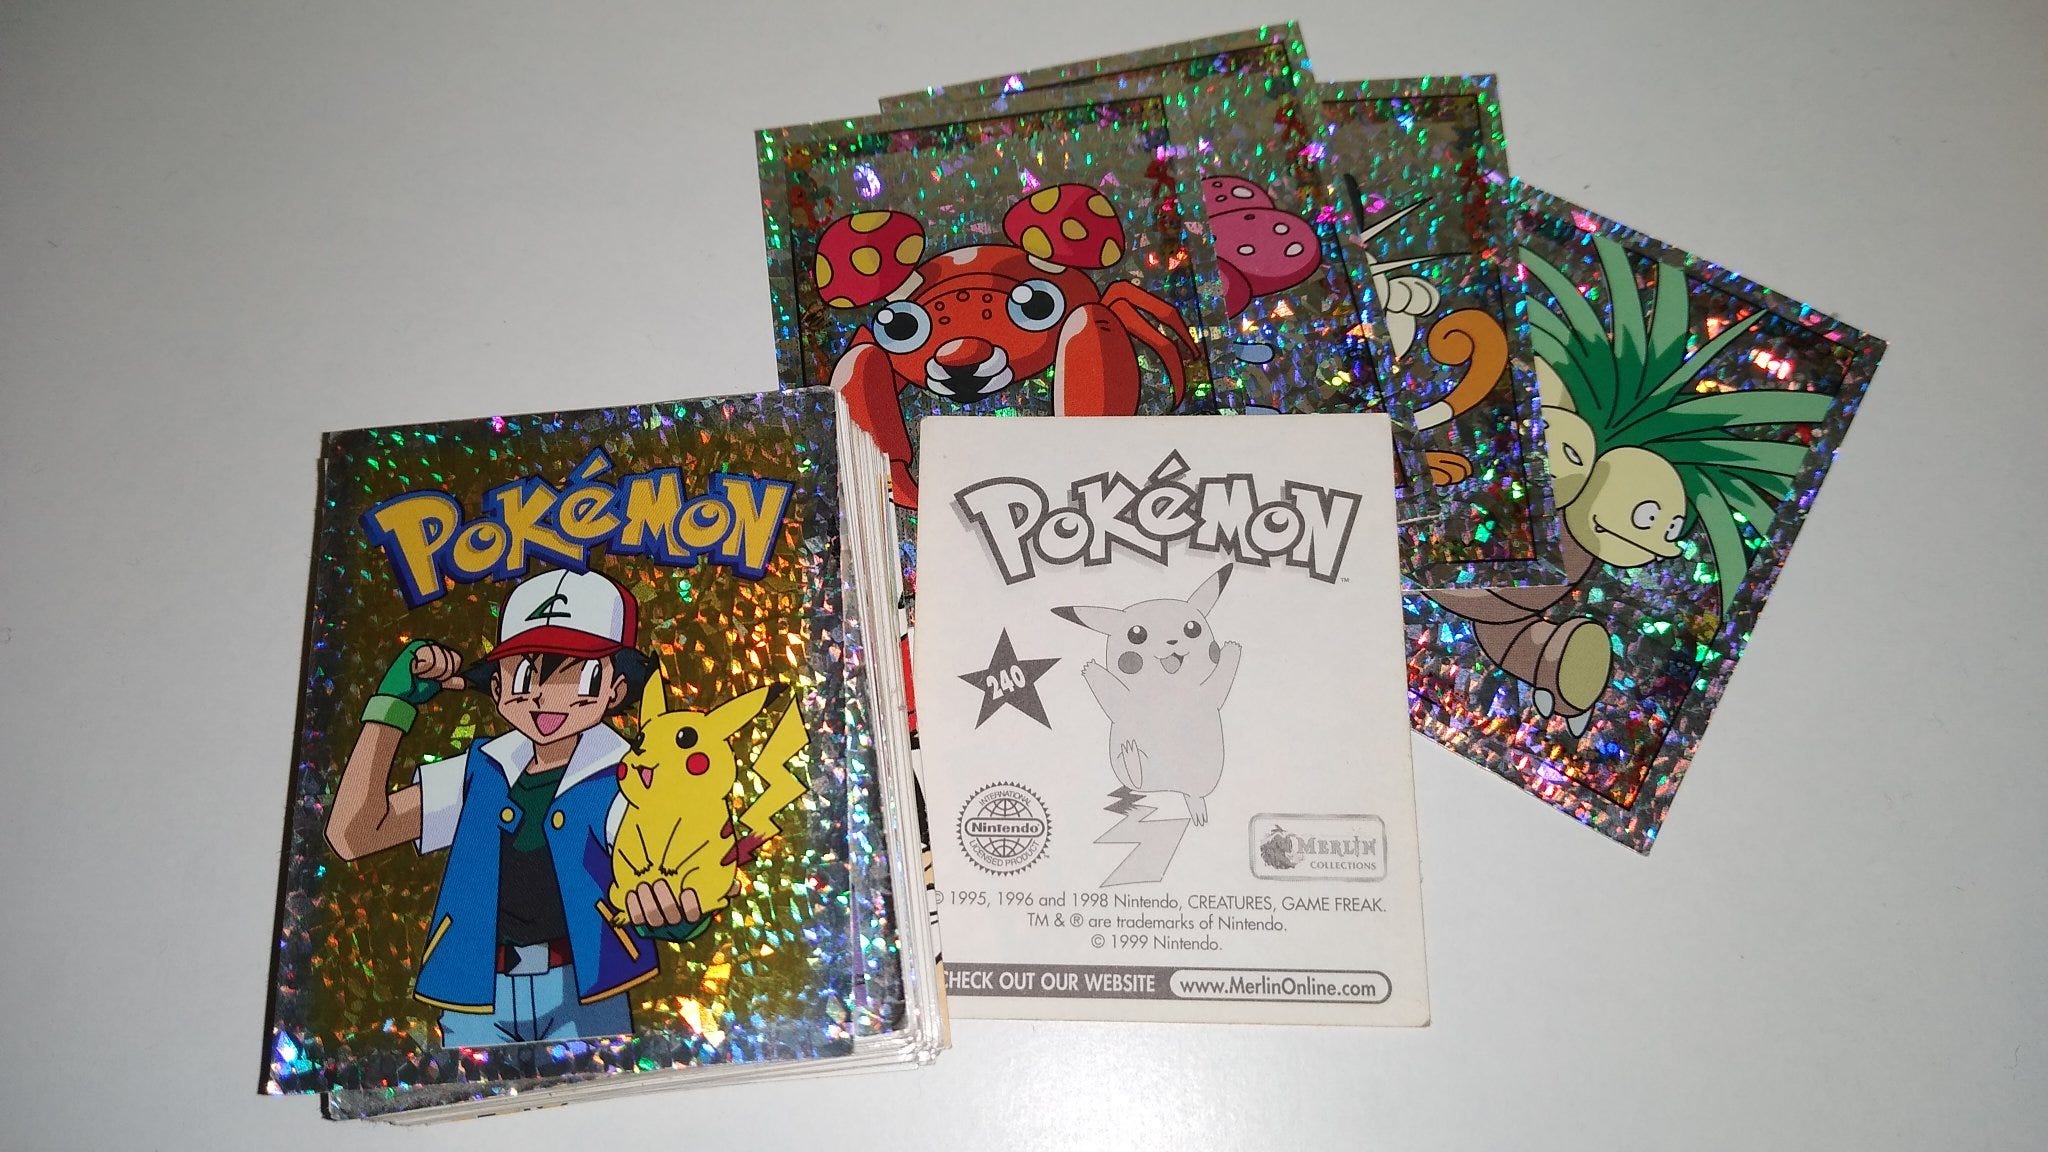 POKéMON
POKéMON
TM
240
INTERNATIONAL
Nintendo
LICENSED PRODUCT
MERLIN
COLLECTIONS
© 1995, 1996 and 1998 Nintendo, CREATURES, GAME FREAK.
TM & ® are trademarks of Nintendo.
© 1999 Nintendo.
CHECK OUT OUR WEBSITE www.MerlinOnline.com